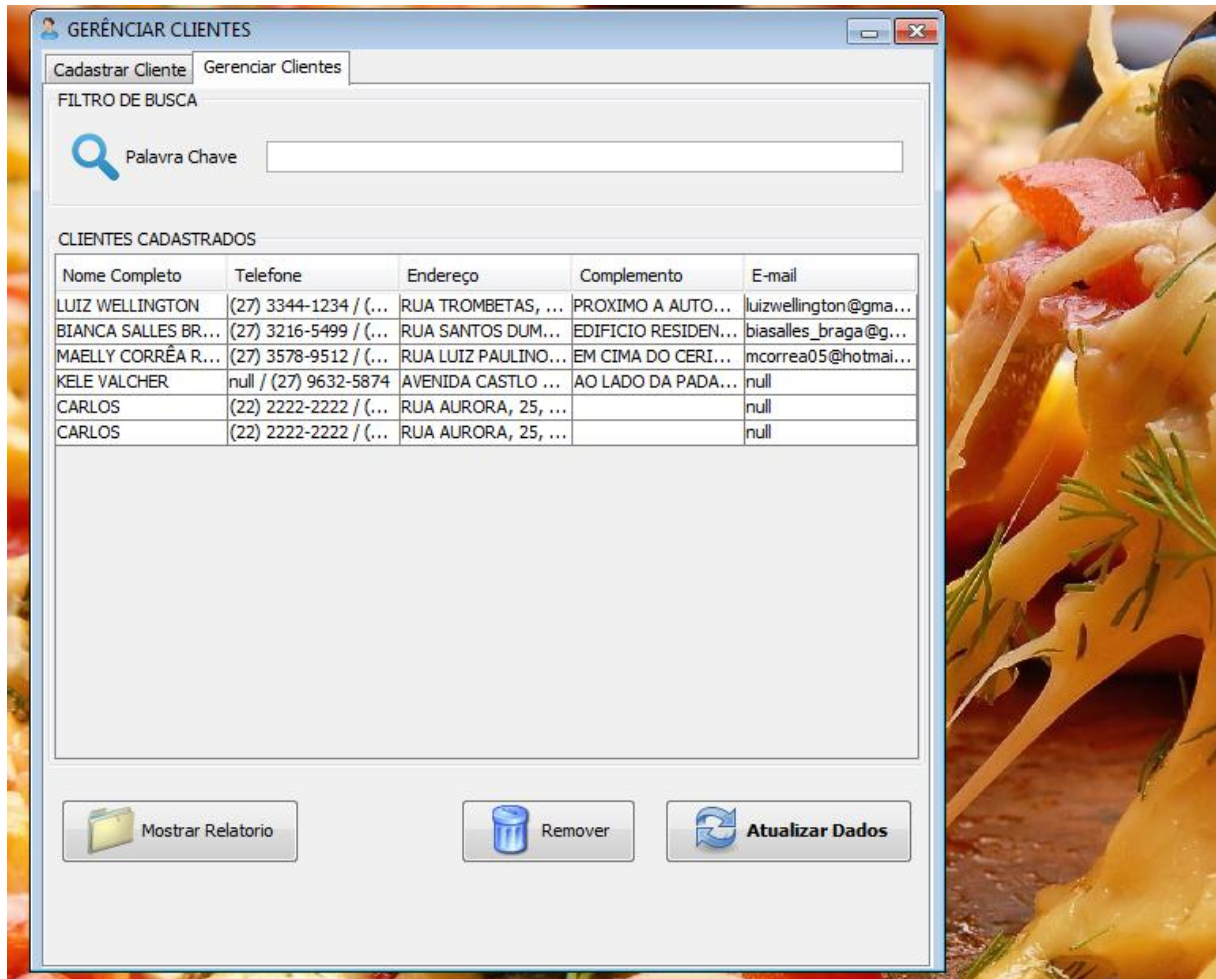 GERÊNCIAR CLIENTES
Cadastrar Cliente Gerenciar Clientes
FILTRO DE BUSCA
Palavra Chave
CLIENTES CADASTRADOS
Nome Completo Telefone Endereço Complemento E-mail
LUIZ WELLINGTON (27) 3344-1234 / (... RUA TROMBETAS, ... PROXIMO A AUTO... luizwellington@gma...
BIANCA SALLES BR... (27) 3216-5499 / (... RUA SANTOS DUM... EDIFICIO RESIDEN... biasalles_braga@g...
MAELLY CORRÊA R... (27) 3578-9512 / (... RUA LUIZ PAULINO... EM CIMA DO CERI... mcorrea05@hotmai...
KELE VALCHER null / (27) 9632-5874 AVENIDA CASTLO ... AO LADO DA PADA... null
CARLOS (22) 2222-2222 / (... RUA AURORA, 25, ... null
CARLOS (22) 2222-2222 / (... RUA AURORA, 25, ... null
Mostrar Relatorio Remover Atualizar Dados